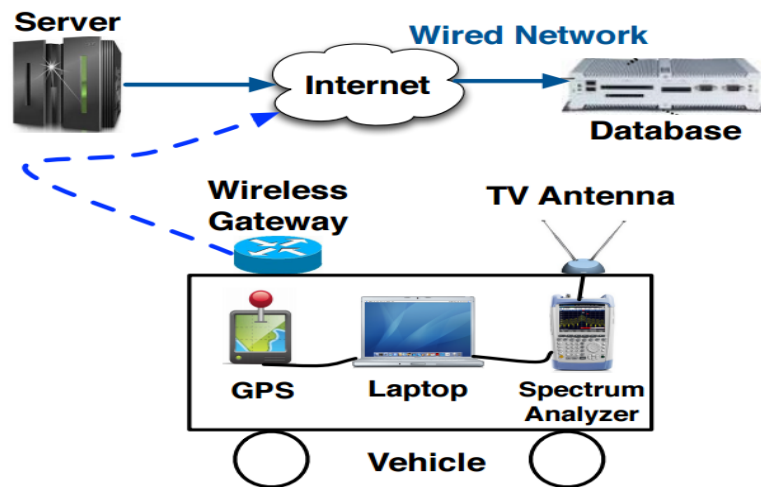 Server
Wired Network
Internet
Database
Wireless
Gateway
TV Antenna
GPS
Laptop
Spectrum
Analyzer
Vehicle